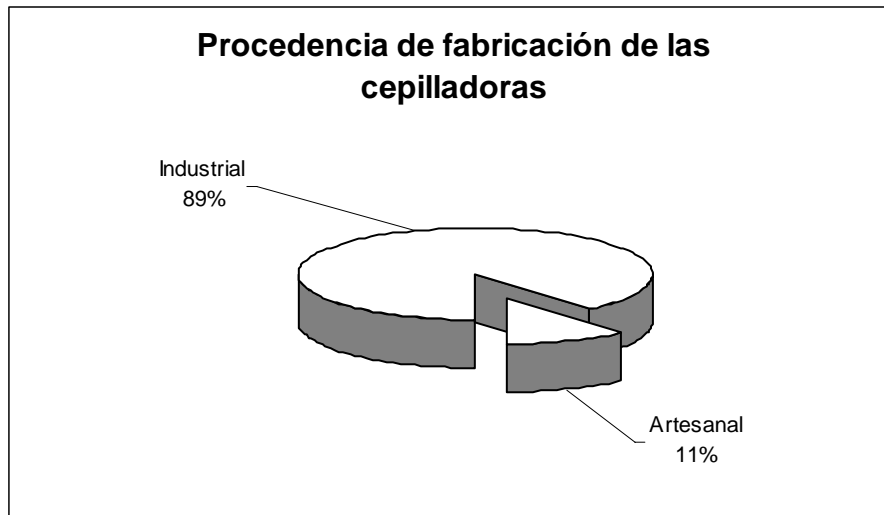 Procedencia de fabricación de las
cepilladoras
Industrial
89%
Artesanal
11%